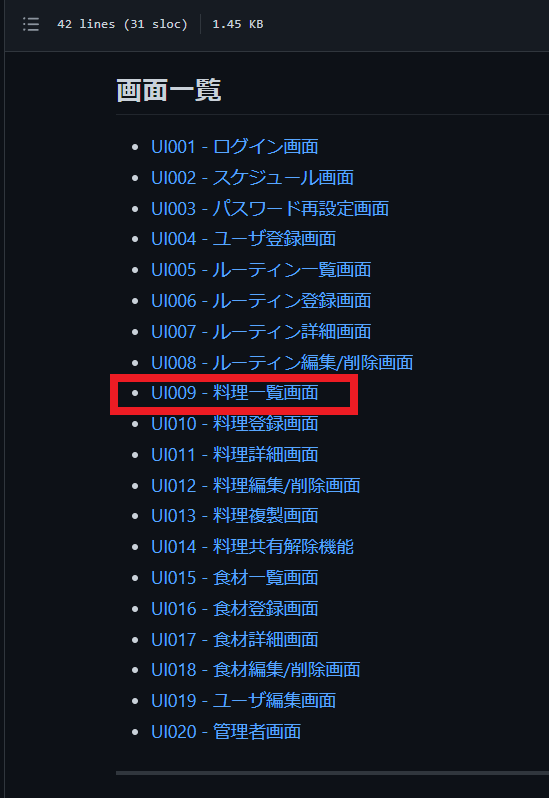 42 lines (31 sloc) 1.45 KB
画面一覧
UI001 - ログイン画面
UI002 - スケジュール画面
UI003 - パスワード再設定画面
UI004 - ユーザ登録画面
UI005 - ルーティン一覧画面
UI006 - ルーティン登録画面
UI007 - ルーティン詳細画面
UI008 - ルーティン編集/削除画面
UI009 - 料理一覧画面
UI010 - 料理登録画面
UI011 - 料理詳細画面
UI012 - 料理編集/削除画面
UI013 - 料理複製画面
UI014 - 料理共有解除機能
UI015 - 食材一覧画面
UI016 - 食材登録画面
UI017 - 食材詳細画面
UI018 - 食材編集/削除画面
UI019 - ユーザ編集画面
UI020 - 管理者画面